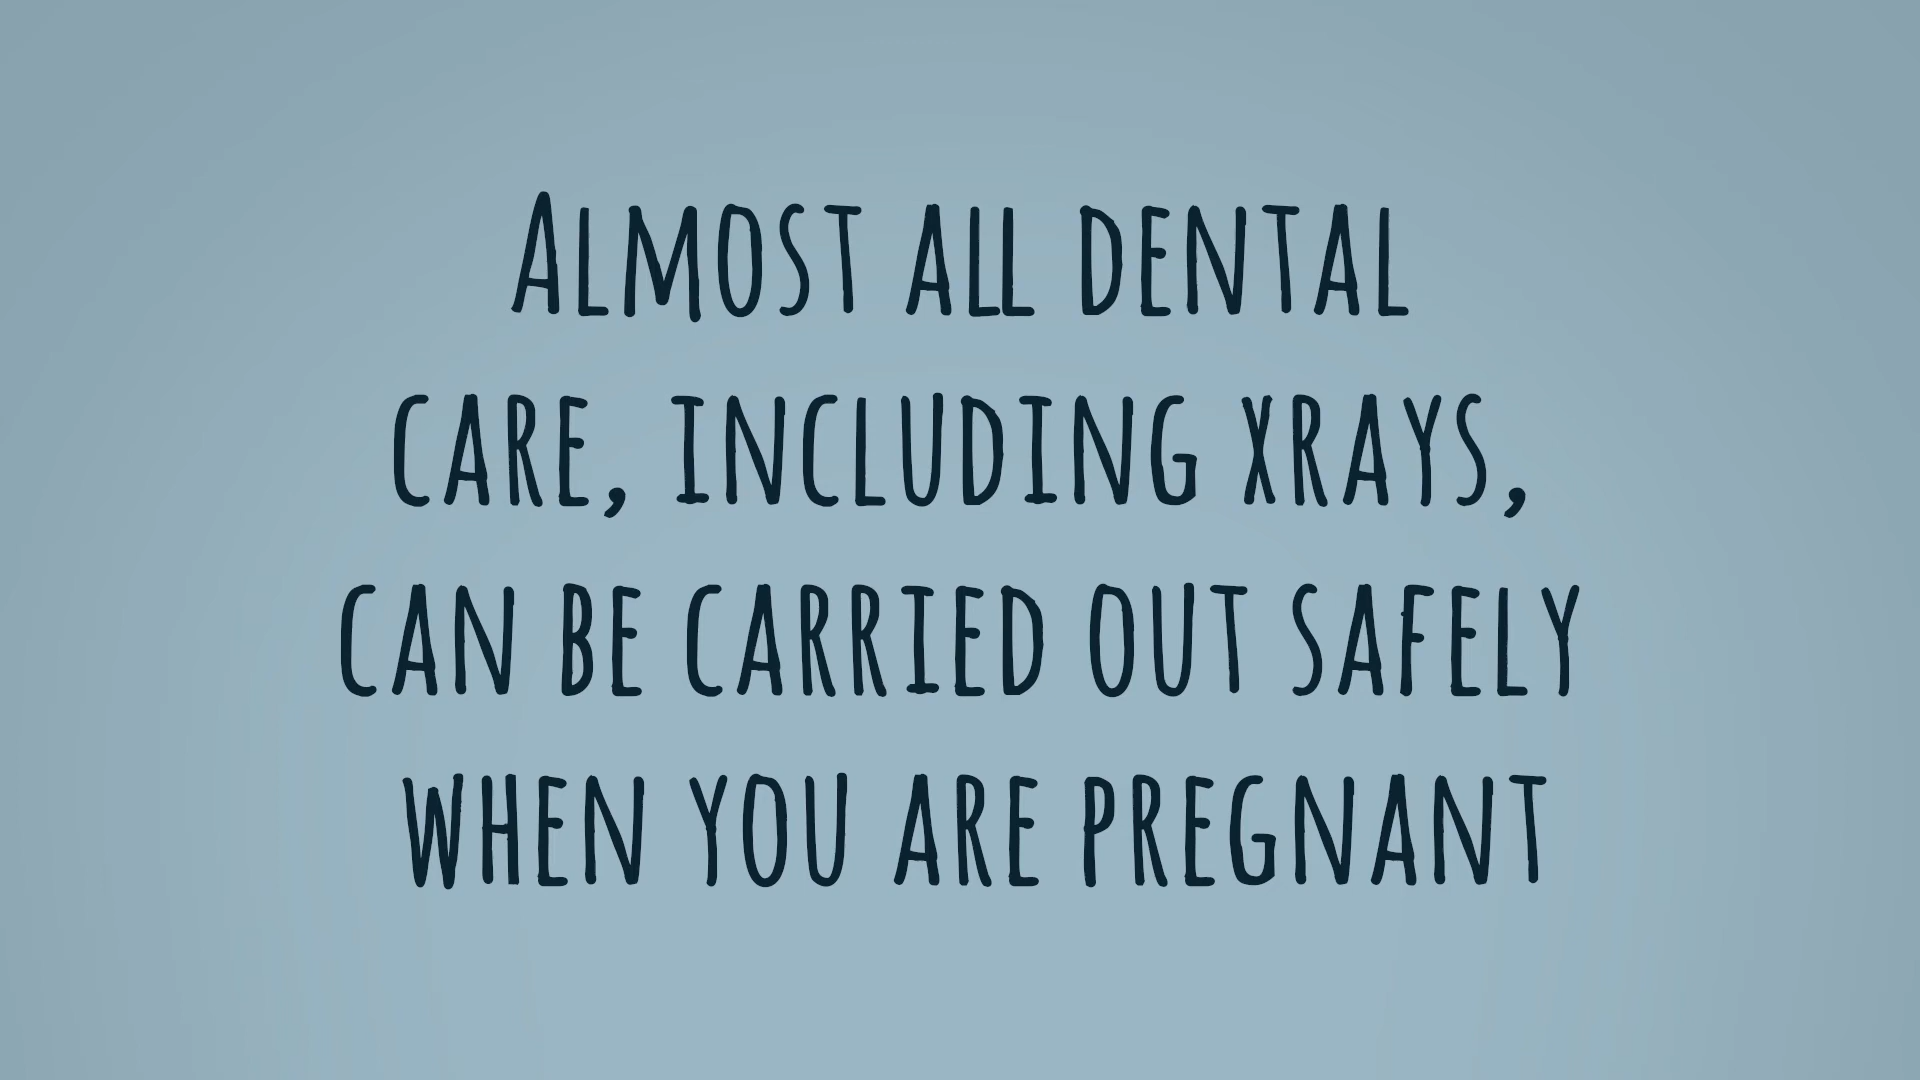 Almost all dental
care, including xrays,
can be carried out safely
when you are pregnant